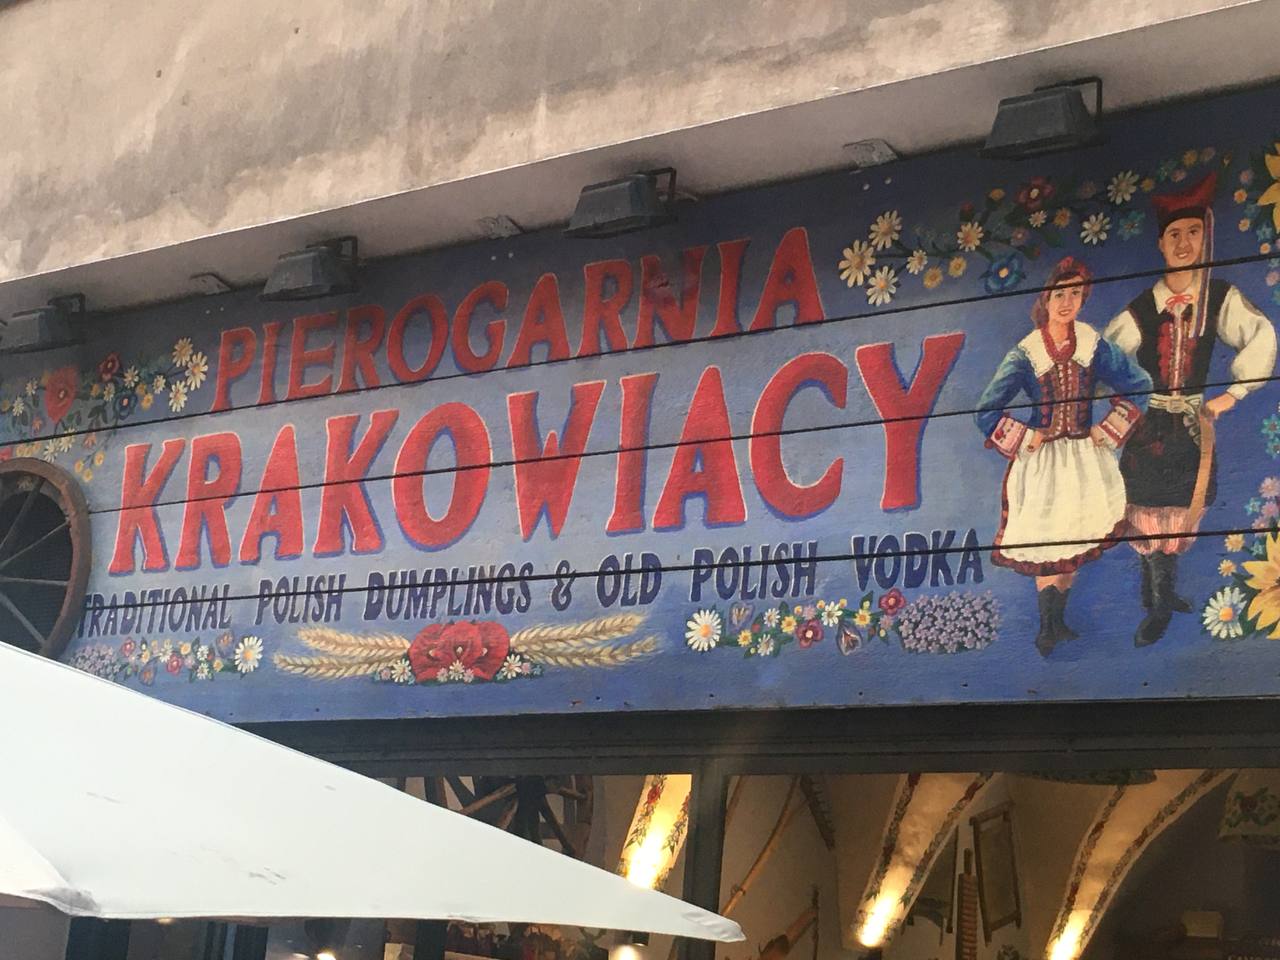 PIEROGARNIA
KRAKOWIACY
TRADITIONAL POLISH DUMPLINGS & OLD POLISH VODKA